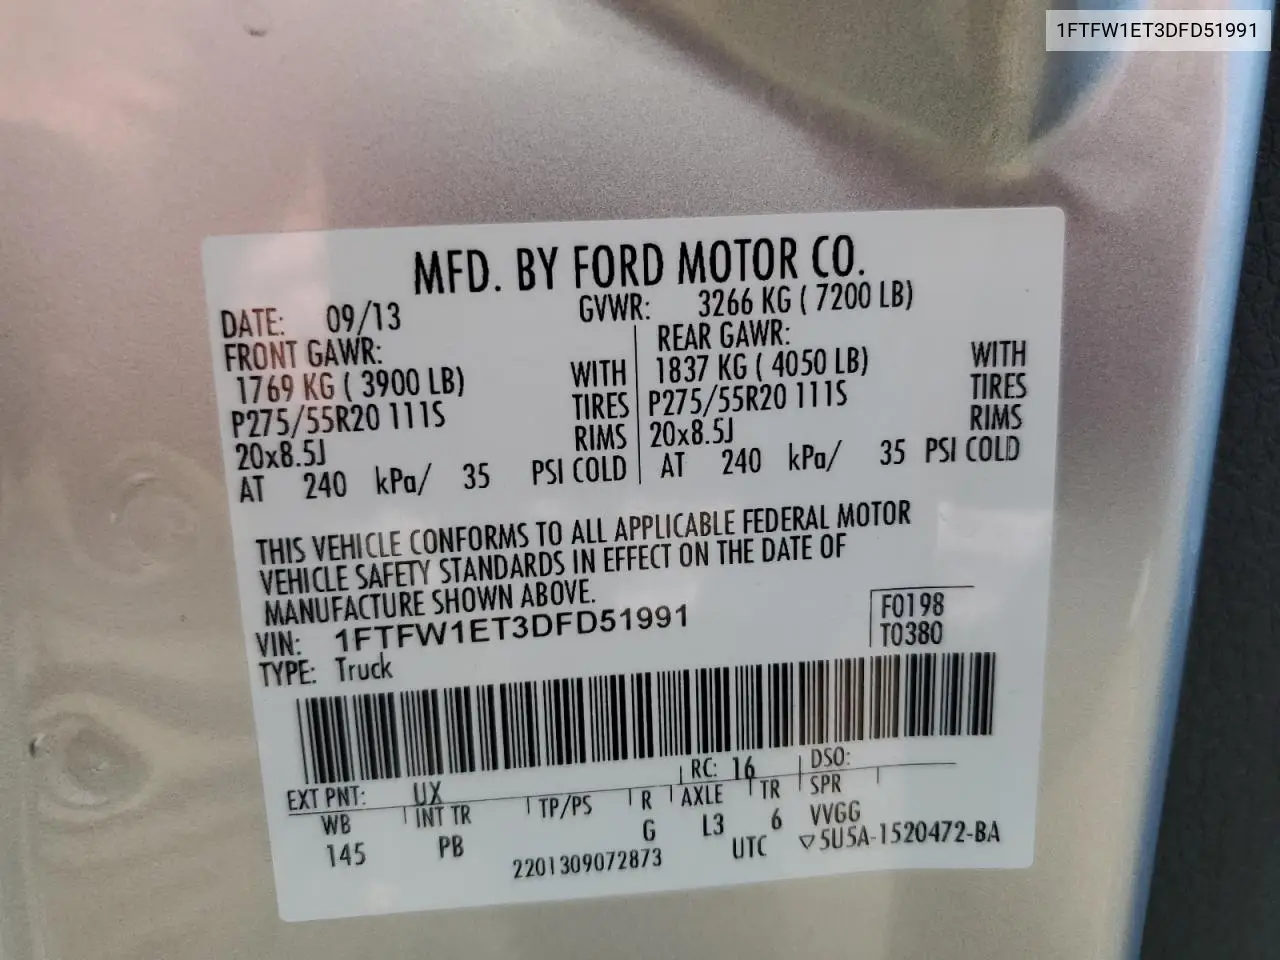 1FTFW1ET3DFD51991
MFD. BY FORD MOTOR CO.
DATE: 09/13 GVWR: 3266 KG ( 7200 LB)
FRONT GAWR: REAR GAWR:
1769 KG ( 3900 LB) WITH 1837 KG ( 4050 LB) WITH
P275/55R20 111S TIRES P275/55R20 111S TIRES
20x8.5J RIMS 20x8.5J RIMS
AT 240 kPa/ 35 PSI COLD AT 240 kPa/ 35 PSI COLD
THIS VEHICLE CONFORMS TO ALL APPLICABLE FEDERAL MOTOR
VEHICLE SAFETY STANDARDS IN EFFECT ON THE DATE OF
MANUFACTURE SHOWN ABOVE.
VIN: 1FTFW1ET3DFD51991 F0198
TYPE: Truck T0380
EXT PNT: UX RC: 16 DSO:
WB INT TR TP/PS R AXLE TR SPR
145 PB G L3 6 VVGG
2201309072873 UTC ▽5U5A-1520472-BA